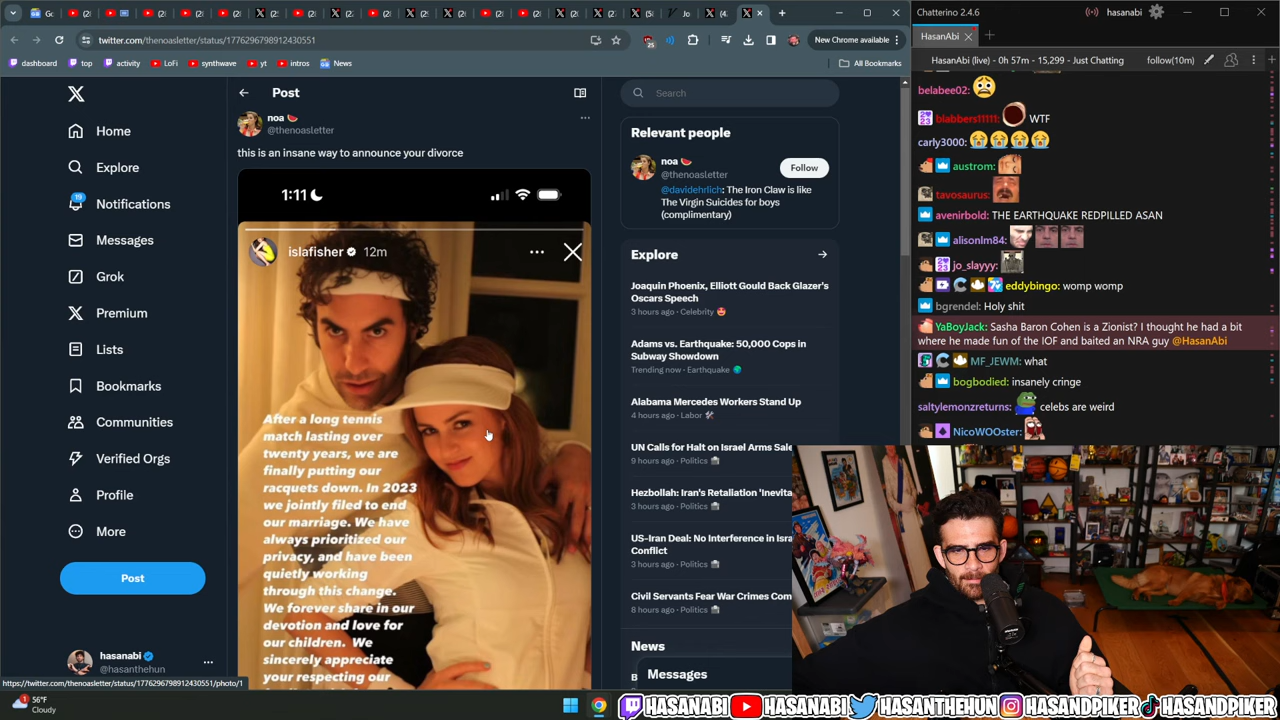 twitter.com/thenoasletter/status/1776296798912430551
New Chrome available
dashboard
top
activity
LoFi
synthwave
yt
intros
News
All Bookmarks
Home
Explore
19
Notifications
Messages
Grok
Premium
Lists
Bookmarks
Communities
Verified Orgs
Profile
More
Post
hasanabi
@hasanthehun
https://twitter.com/thenoasletter/status/1776296798912430551/photo/1
Post
noa
@thenoasletter
this is an insane way to announce your divorce
1:11
islafisher 12m
After a long tennis
match lasting over
twenty years, we are
finally putting our
racquets down. In 2023
we jointly filed to end
our marriage. We have
always prioritized our
privacy, and have been
quietly working
through this change.
We forever share in our
devotion and love for
our children. We
sincerely appreciate
your respecting our
Search
Relevant people
noa
@thenoasletter
Follow
@davidehrlich: The Iron Claw is like
The Virgin Suicides for boys
(complimentary)
Explore
Joaquin Phoenix, Elliott Gould Back Glazer's
Oscars Speech
3 hours ago · Celebrity
Adams vs. Earthquake: 50,000 Cops in
Subway Showdown
Trending now · Earthquake
Alabama Mercedes Workers Stand Up
4 hours ago · Labor
UN Calls for Halt on Israel Arms Sale
9 hours ago · Politics
Hezbollah: Iran's Retaliation 'Inevita
3 hours ago · Politics
US-Iran Deal: No Interference in Isra
Conflict
3 hours ago · Politics
Civil Servants Fear War Crimes Com
8 hours ago · Politics
News
Messages
Chatterino 2.4.6
hasanabi
HasanAbi
HasanAbi (live) - 0h 57m - 15,299 - Just Chatting
follow(10m)
belabee02:
blabbers11111: WTF
carly3000:
austrom:
tavosaurus:
avenirbold: THE EARTHQUAKE REDPILLED ASAN
alisonlm84:
jo_slayyy:
eddybingo: womp womp
bgrendel: Holy shit
YaBoyJack: Sasha Baron Cohen is a Zionist? I thought he had a bit
where he made fun of the IOF and baited an NRA guy @HasanAbi
MF_JEWM: what
bogbodied: insanely cringe
saltylemonzreturns: celebs are weird
NicoWOOster:
1
56°F
Cloudy
HASANABI
HASANABI
HASANTHEHUN
HASANDPIKER
HASANDPIKER